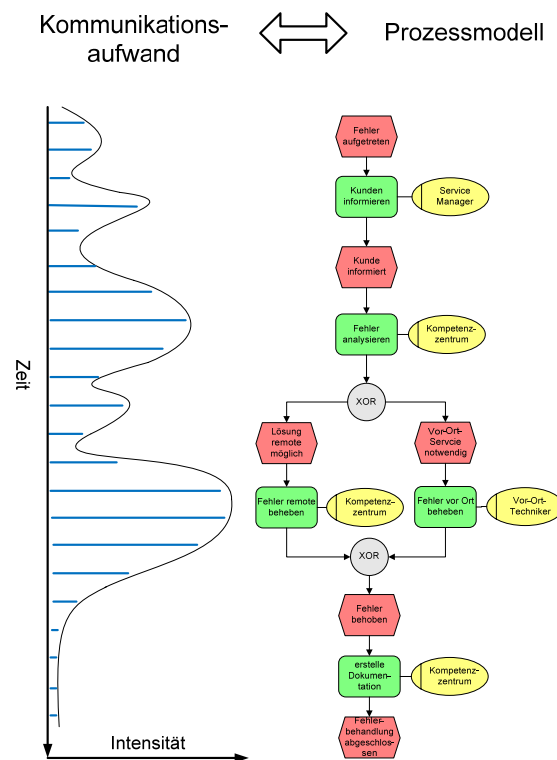 Kommunikations-
aufwand
Prozessmodell
Zeit
Intensität
Fehler
aufgetreten
Kunden
informieren
Service
Manager
Kunde
informiert
Fehler
analysieren
Kompetenz-
zentrum
XOR
Lösung
remote
möglich
Vor-Ort-
Servcie
notwendig
Fehler remote
beheben
Kompetenz-
zentrum
Fehler vor Ort
beheben
Vor-Ort-
Techniker
XOR
Fehler
behoben
erstelle
Dokumen-
tation
Kompetenz-
zentrum
Fehler-
behandlung
abgeschlos-
sen